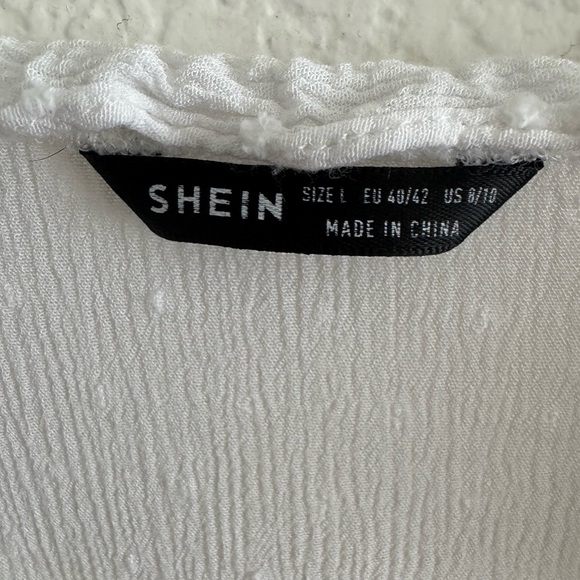 SHEIN SIZE L EU 40/42 US 8/10
MADE IN CHINA